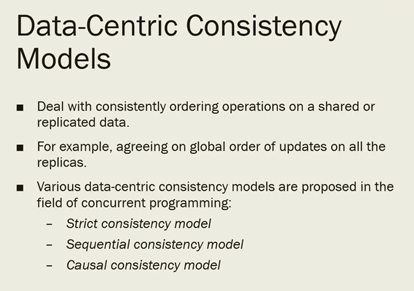 Data-Centric Consistency
Models
■ Deal with consistently ordering operations on a shared or
replicated data.
■ For example, agreeing on global order of updates on all the
replicas.
■ Various data-centric consistency models are proposed in the
field of concurrent programming:
– Strict consistency model
– Sequential consistency model
– Causal consistency model